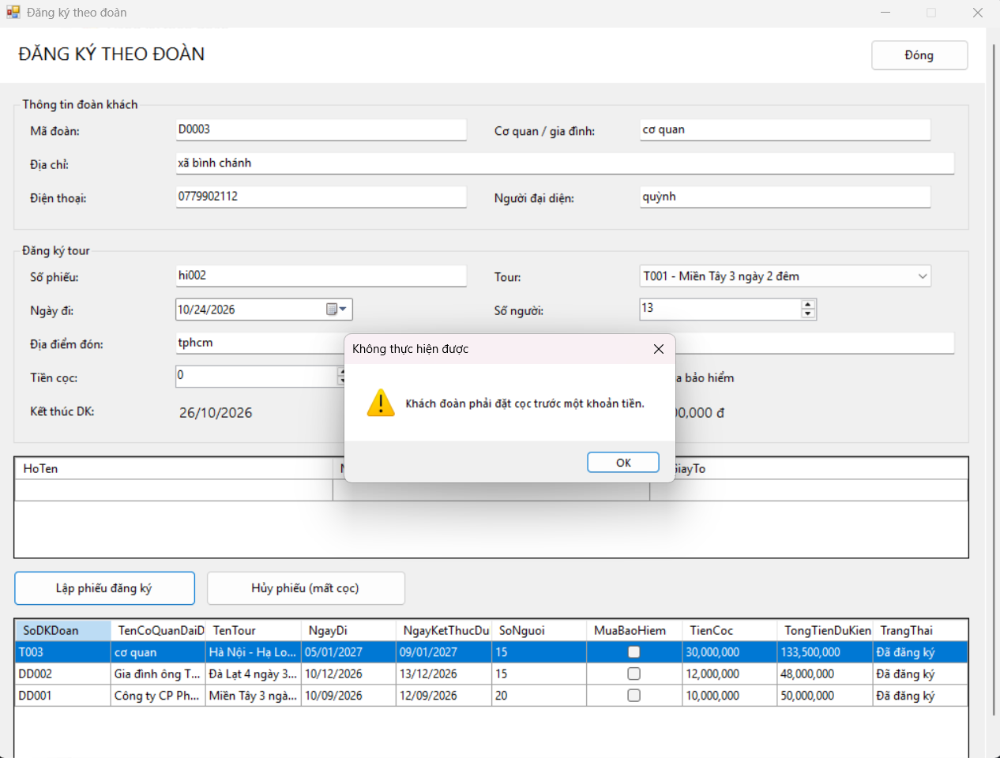 Đăng ký theo đoàn
ĐĂNG KÝ THEO ĐOÀN
Đóng
Thông tin đoàn khách
Mã đoàn: D0003 Cơ quan / gia đình: cơ quan
Địa chỉ: xã bình chánh
Điện thoại: 0779902112 Người đại diện: quỳnh
Đăng ký tour
Số phiếu: hi002 Tour: T001 - Miền Tây 3 ngày 2 đêm
Ngày đi: 10/24/2026 Số người: 13
Địa điểm đón: tphcm
Tiền cọc: 0 bảo hiểm
Kết thúc DK: 26/10/2026 đ
Không thực hiện được
Khách đoàn phải đặt cọc trước một khoản tiền.
OK
HoTen
Lập phiếu đăng ký Hủy phiếu (mất cọc)
SoDKDoan TenCoQuanDaiD TenTour NgayDi NgayKetThucDu SoNguoi MuaBaoHiem TienCoc TongTienDuKien TrangThai
T003 cơ quan Hà Nội - Hạ Lo... 05/01/2027 09/01/2027 15 30,000,000 133,500,000 Đã đăng ký
DD002 Gia đình ông T... Đà Lạt 4 ngày 3... 10/12/2026 13/12/2026 15 12,000,000 48,000,000 Đã đăng ký
DD001 Công ty CP Ph... Miền Tây 3 ngà... 10/09/2026 12/09/2026 20 10,000,000 50,000,000 Đã đăng ký